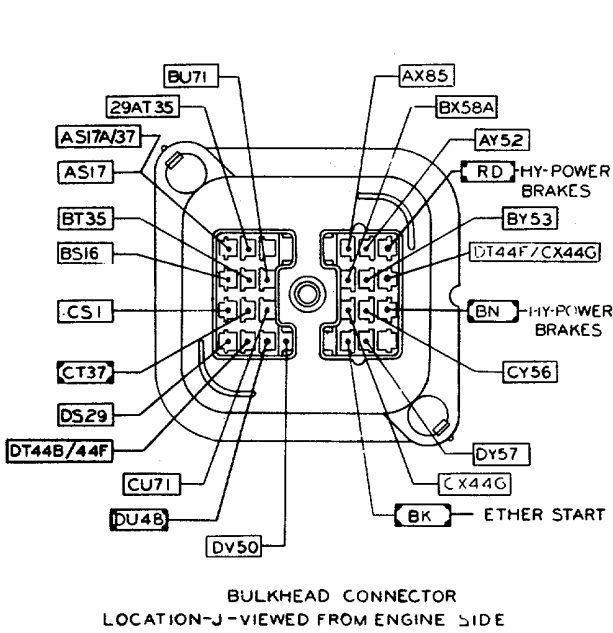 BU71
AX85
29AT35
BX58A
AS17A/37
AY52
AS17
RD HY-POWER
BRAKES
BT35
BY53
BS16
DT44F/CX44G
CS1
BN HY-POWER
BRAKES
CT37
CY56
DS29
DT44B/44F
DY57
CU71
CX44G
DU48
BK ETHER START
DV50
BULKHEAD CONNECTOR
LOCATION-J-VIEWED FROM ENGINE SIDE